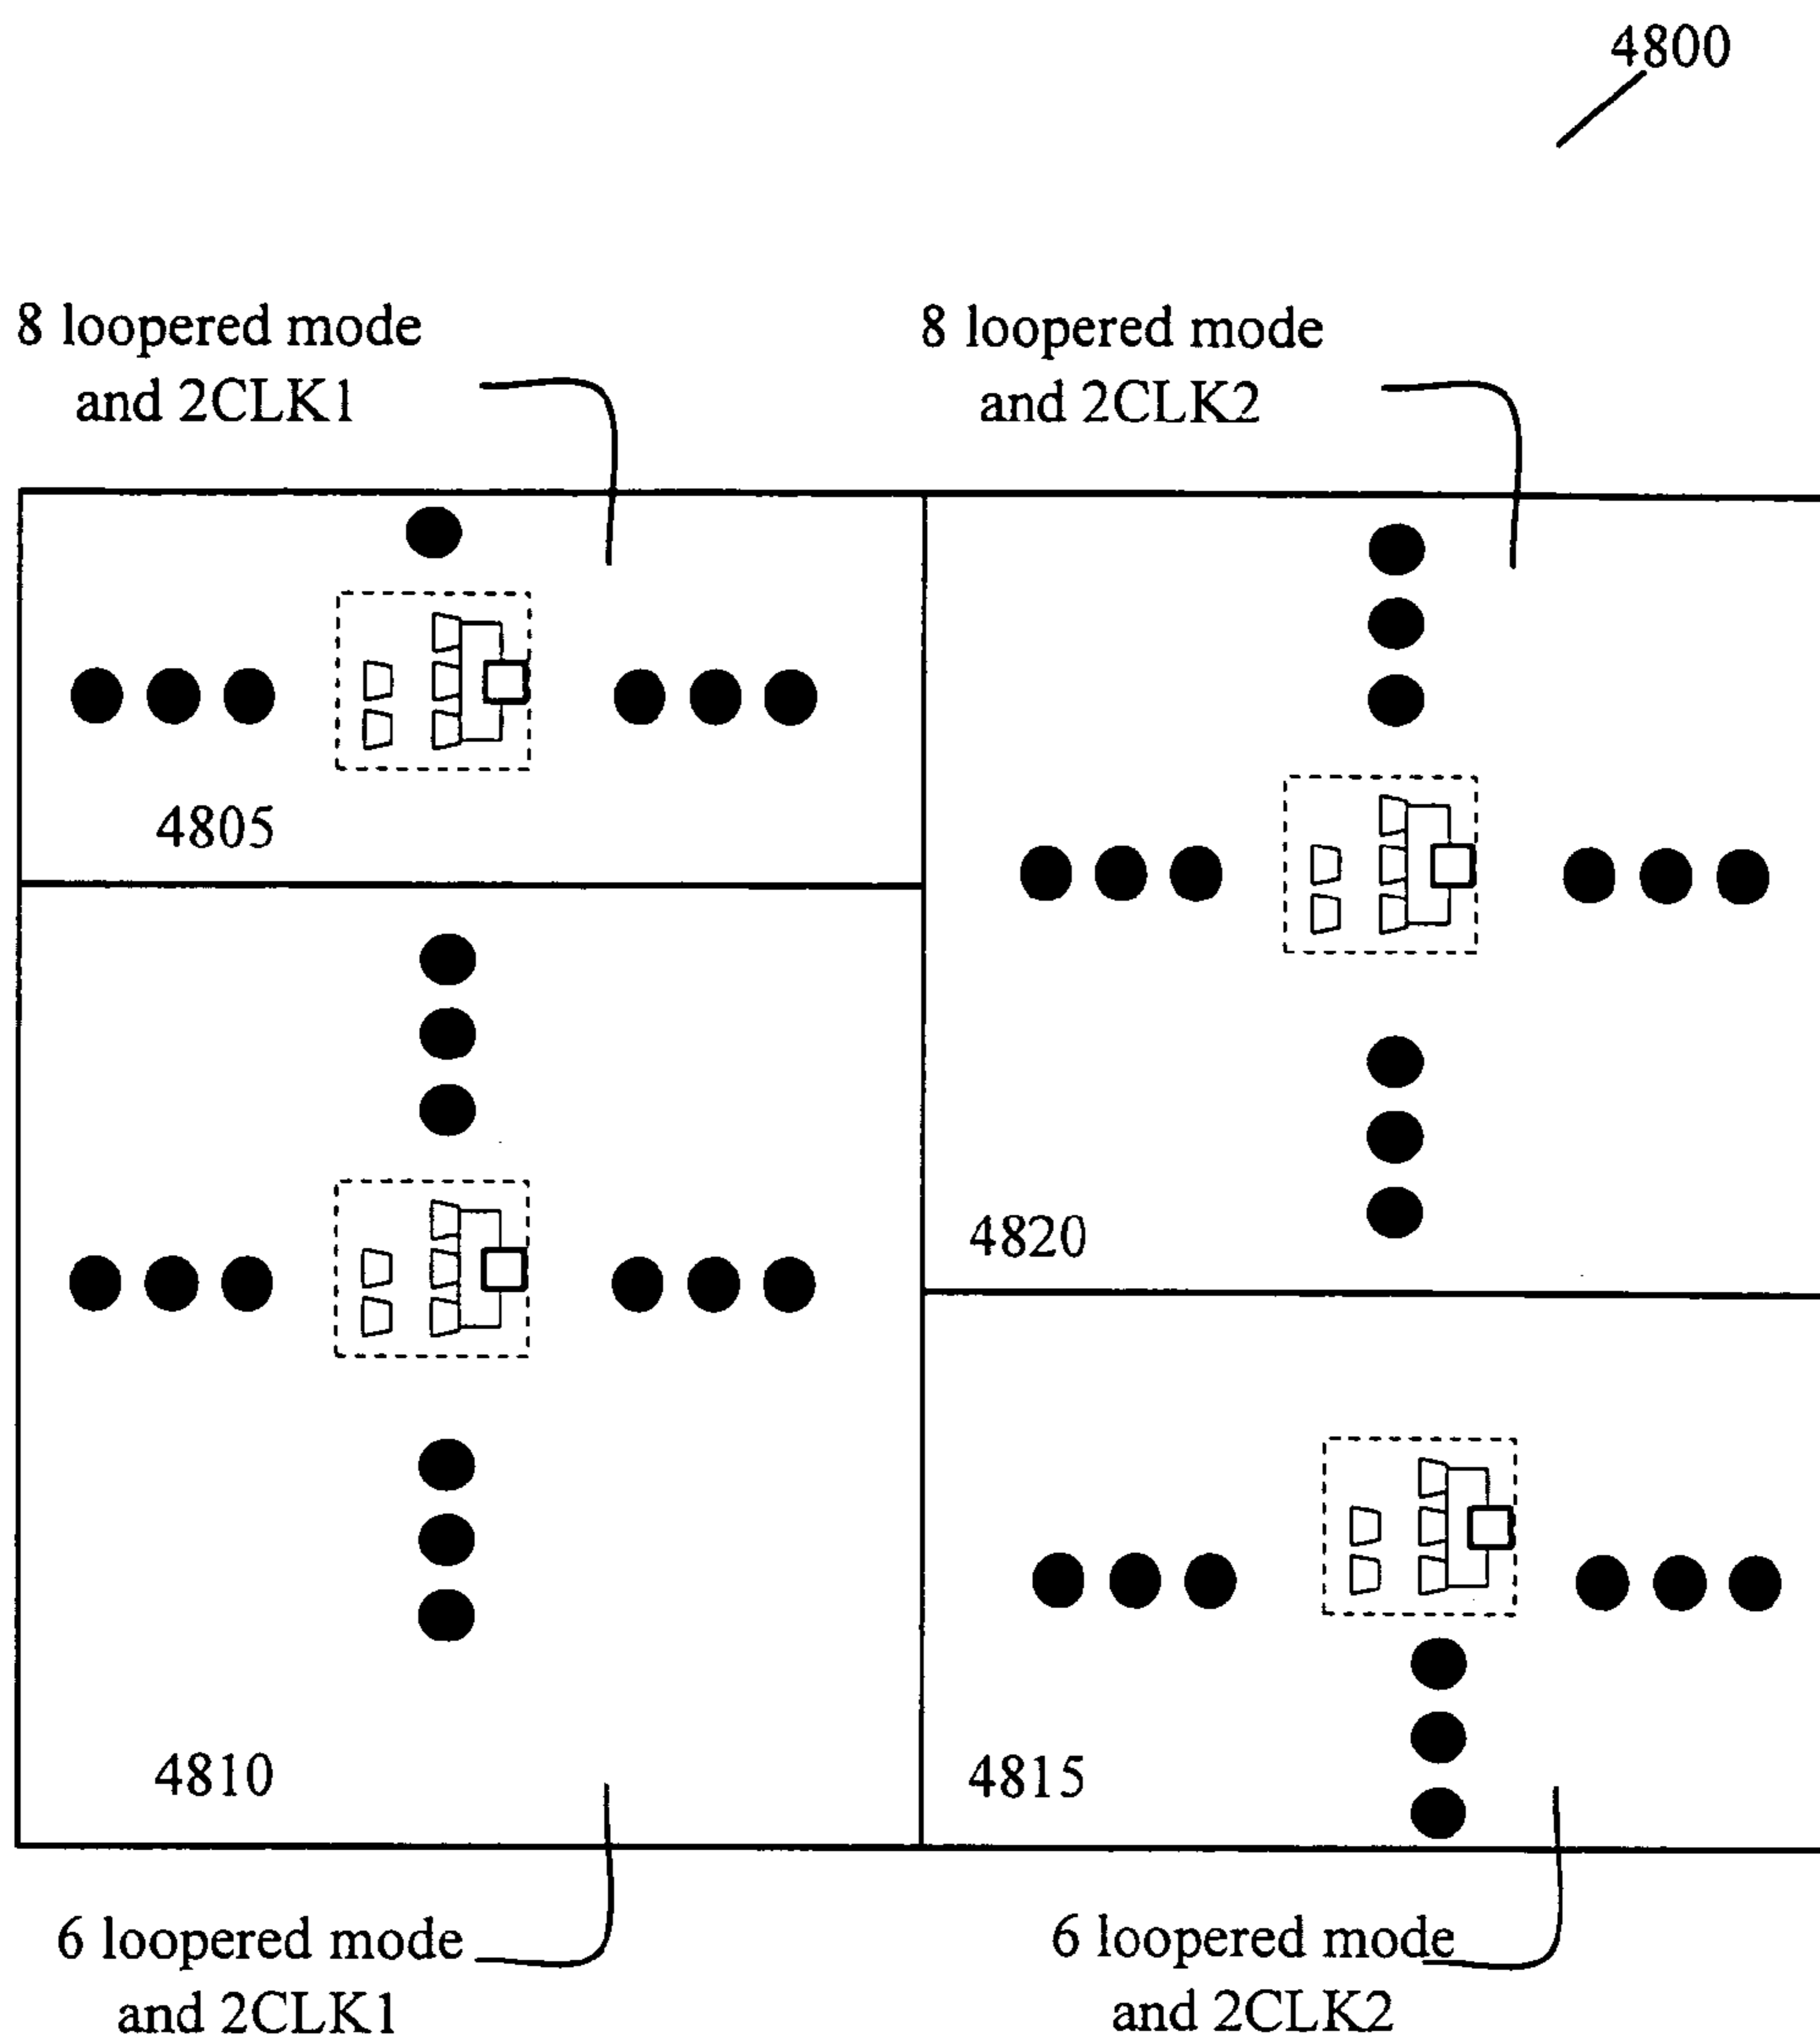 4800
8 loopered mode
and 2CLK1
8 loopered mode
and 2CLK2
4805
4820
4810
4815
6 loopered mode
and 2CLK1
6 loopered mode
and 2CLK2